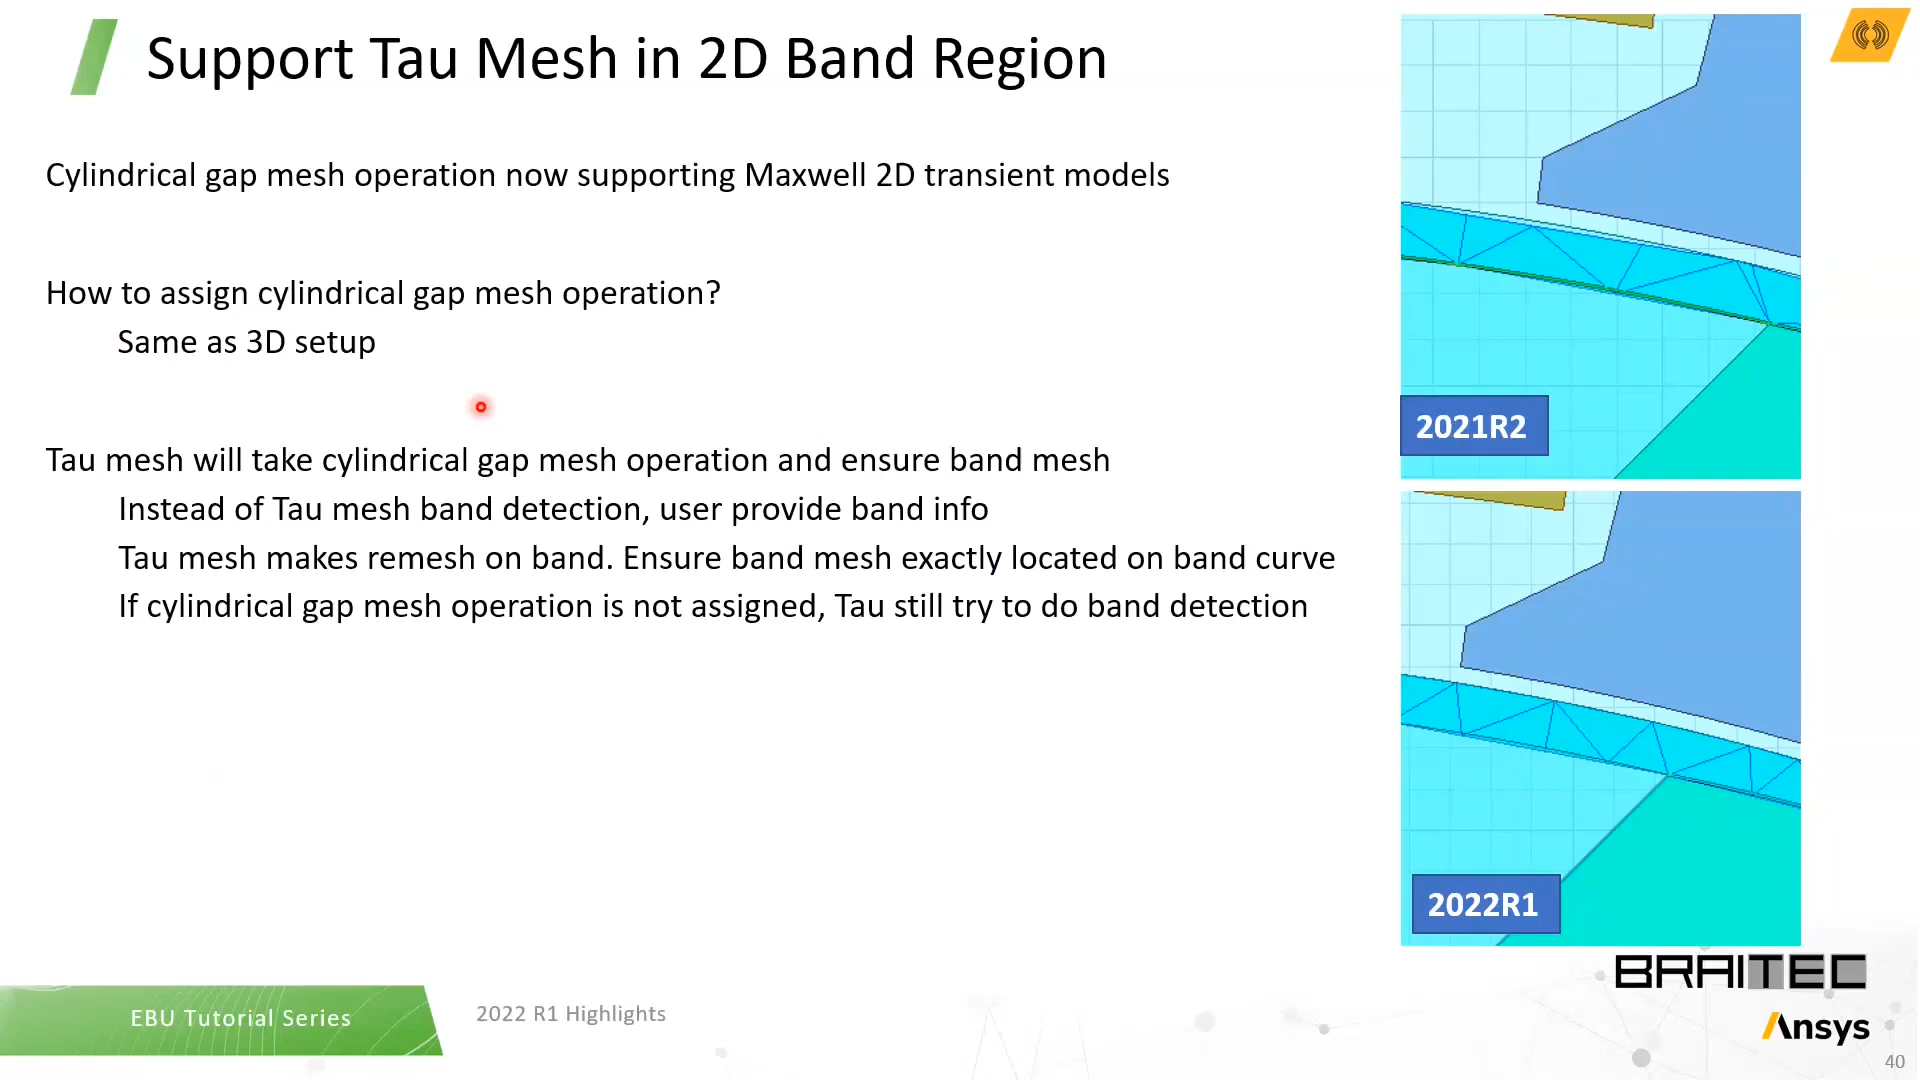 Support Tau Mesh in 2D Band Region
Cylindrical gap mesh operation now supporting Maxwell 2D transient models
How to assign cylindrical gap mesh operation?
Same as 3D setup
Tau mesh will take cylindrical gap mesh operation and ensure band mesh
Instead of Tau mesh band detection, user provide band info
Tau mesh makes remesh on band. Ensure band mesh exactly located on band curve
If cylindrical gap mesh operation is not assigned, Tau still try to do band detection
2021R2
2022R1
BRAITEC
EBU Tutorial Series
2022 R1 Highlights
Ansys
40